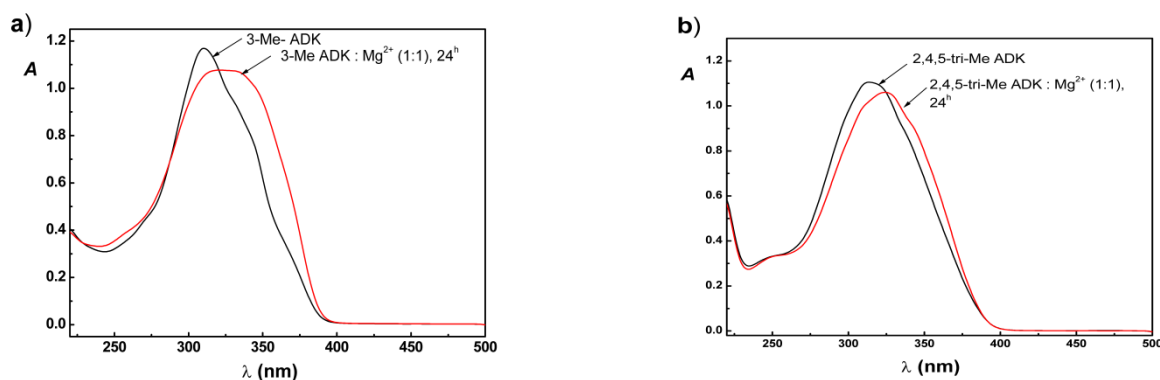 a)
3-Me- ADK
3-Me ADK : Mg²⁺ (1:1), 24ʰ
A
1.2
1.0
0.8
0.6
0.4
0.2
0.0
250 300 350 400 450 500
λ (nm)
b)
2,4,5-tri-Me ADK
2,4,5-tri-Me ADK : Mg²⁺ (1:1),
24ʰ
A
1.2
1.0
0.8
0.6
0.4
0.2
0.0
250 300 350 400 450 500
λ (nm)